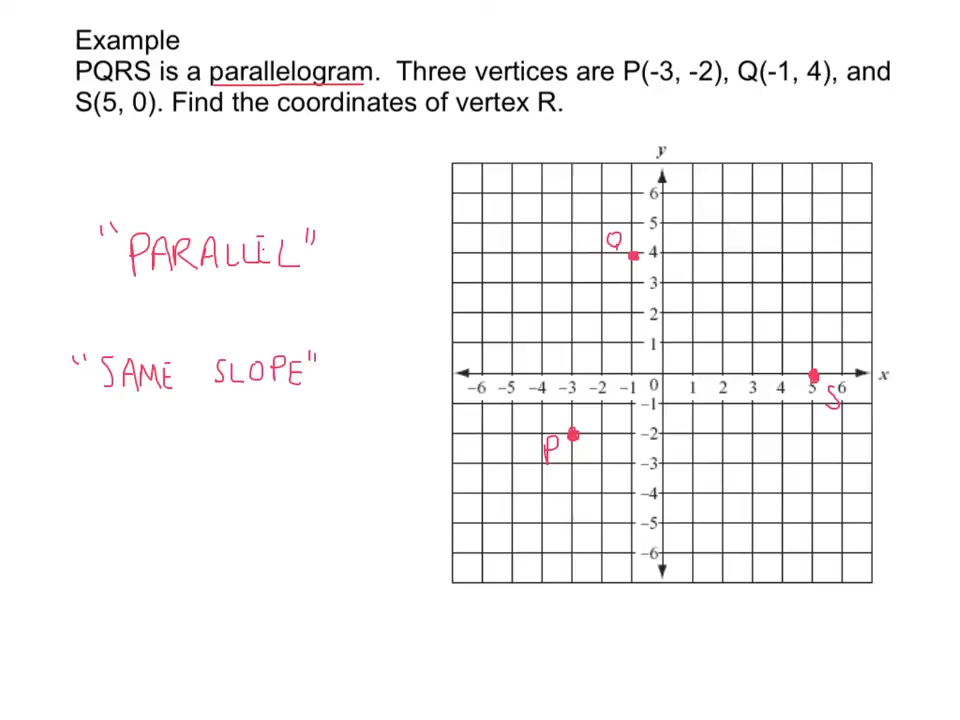 Example
PQRS is a parallelogram. Three vertices are P(-3, -2), Q(-1, 4), and
S(5, 0). Find the coordinates of vertex R.
y
6
5
Q
4
"PARALLEL"
3
2
1
"SAME SLOPE"
-6 -5 -4 -3 -2 -1 0 1 2 3 4 5 6 x
S
-1
-2
P
-3
-4
-5
-6